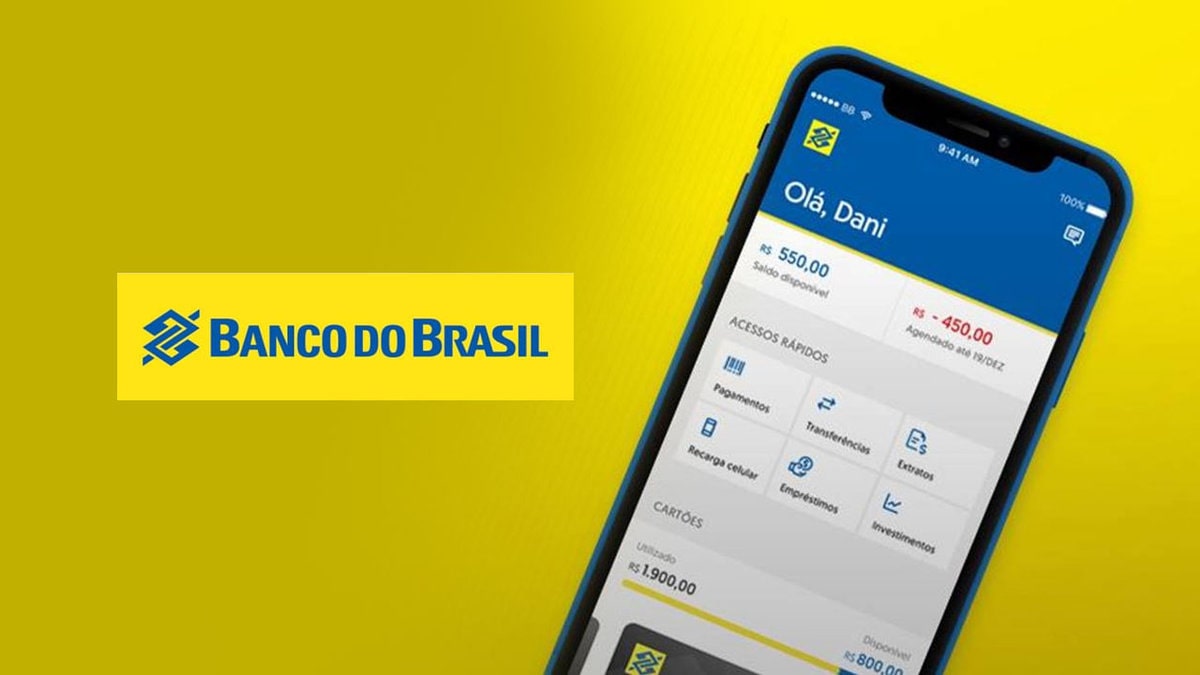 BANCO DO BRASIL
BB
9:41 AM
100%
Olá, Dani
R$ 550,00
Saldo disponível
R$ - 450,00
Agendado até 19/DEZ
ACESSOS RÁPIDOS
Pagamentos
Transferências
Extratos
Recarga celular
Empréstimos
Investimentos
CARTÕES
Utilizado
R$ 1.900,00
Disponível
R$ 800,00